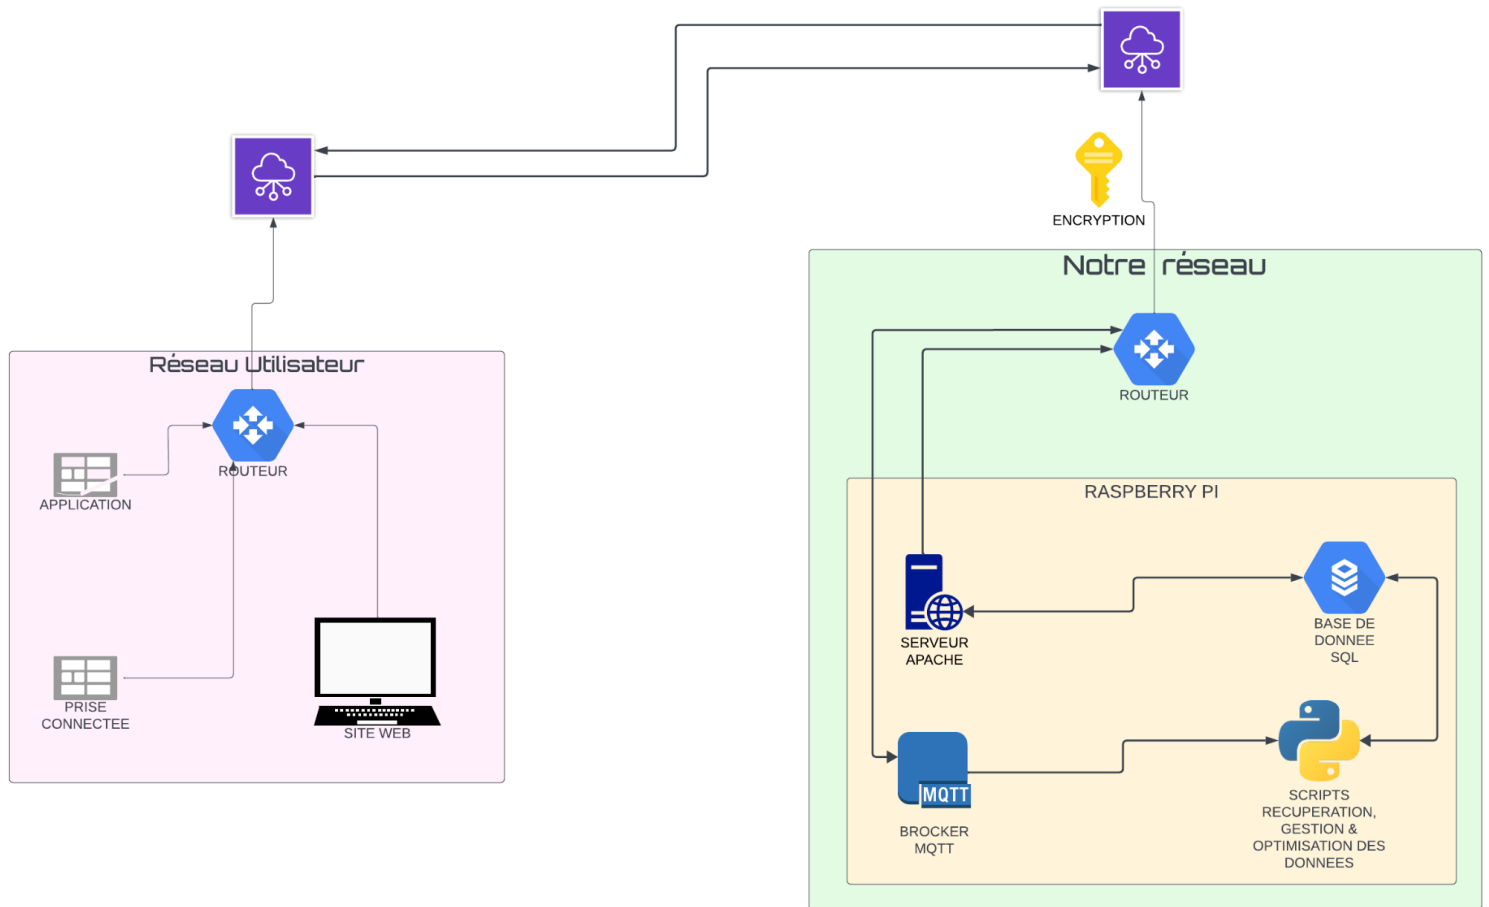 ENCRYPTION
Notre réseau
ROUTEUR
Réseau Utilisateur
ROUTEUR
APPLICATION
PRISE
CONNECTEE
SITE WEB
RASPBERRY PI
SERVEUR
APACHE
BASE DE
DONNEE
SQL
MQTT
BROCKER
MQTT
SCRIPTS
RECUPERATION,
GESTION &
OPTIMISATION DES
DONNEES